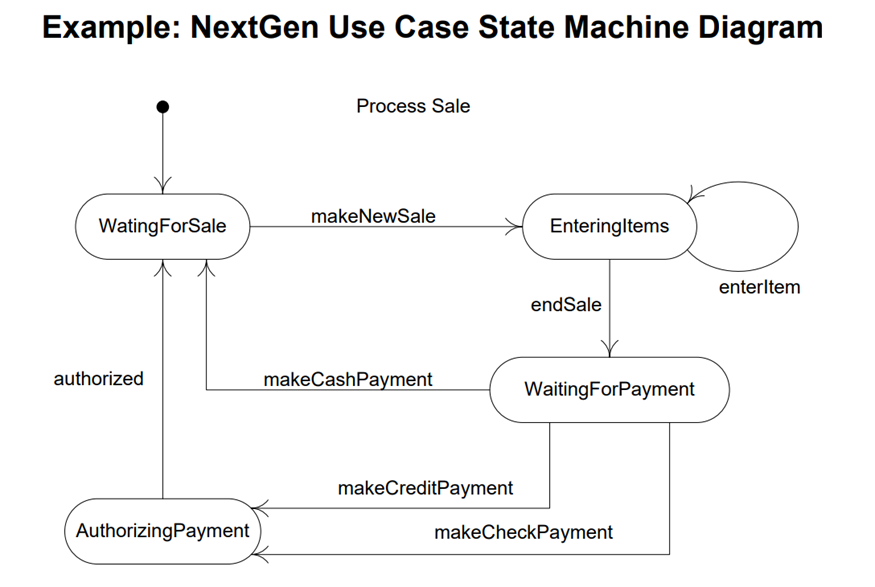 Example: NextGen Use Case State Machine Diagram
Process Sale
WatingForSale
makeNewSale
EnteringItems
enterItem
endSale
authorized
makeCashPayment
WaitingForPayment
makeCreditPayment
AuthorizingPayment
makeCheckPayment